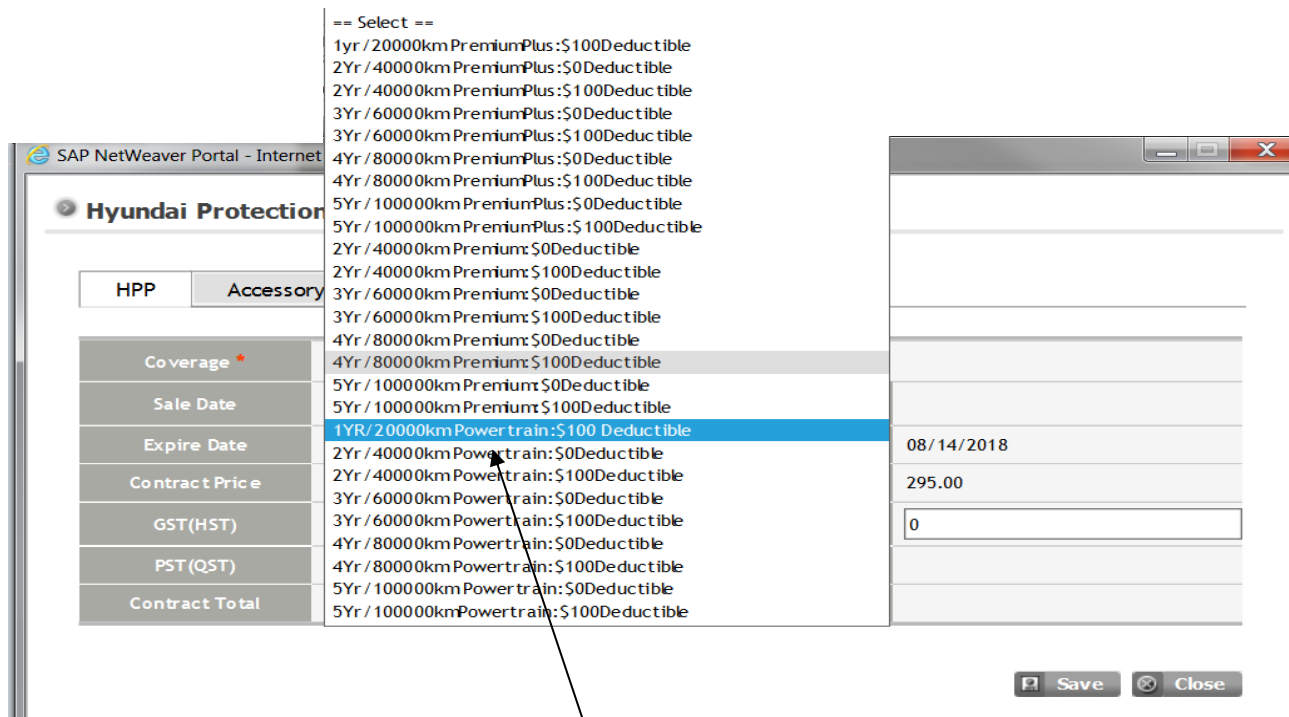 == Select ==
1yr/20000km PremiumPlus:$100Deductible
2Yr/40000km PremiumPlus:$0Deductible
2Yr/40000km PremiumPlus:$100Deductible
3Yr/60000km PremiumPlus:$0Deductible
3Yr/60000km PremiumPlus:$100Deductible
4Yr/80000km PremiumPlus:$0Deductible
4Yr/80000km PremiumPlus:$100Deductible
5Yr/100000km PremiumPlus:$0Deductible
5Yr/100000km PremiumPlus:$100Deductible
2Yr/40000km Premium:$0Deductible
2Yr/40000km Premium:$100Deductible
3Yr/60000km Premium:$0Deductible
3Yr/60000km Premium:$100Deductible
4Yr/80000km Premium:$0Deductible
4Yr/80000km Premium:$100Deductible
5Yr/100000km Premium:$0Deductible
5Yr/100000km Premium:$100Deductible
1YR/20000km Powertrain:$100 Deductible
2Yr/40000km Powertrain:$0Deductible
2Yr/40000km Powertrain:$100Deductible
3Yr/60000km Powertrain:$0Deductible
3Yr/60000km Powertrain:$100Deductible
4Yr/80000km Powertrain:$0Deductible
4Yr/80000km Powertrain:$100Deductible
5Yr/100000km Powertrain:$0Deductible
5Yr/100000kmPowertrain:$100Deductible
SAP NetWeaver Portal - Internet
Hyundai Protection
HPP Accessory
Coverage *
Sale Date
Expire Date 08/14/2018
Contract Price 295.00
GST(HST) 0
PST(QST)
Contract Total
Save Close